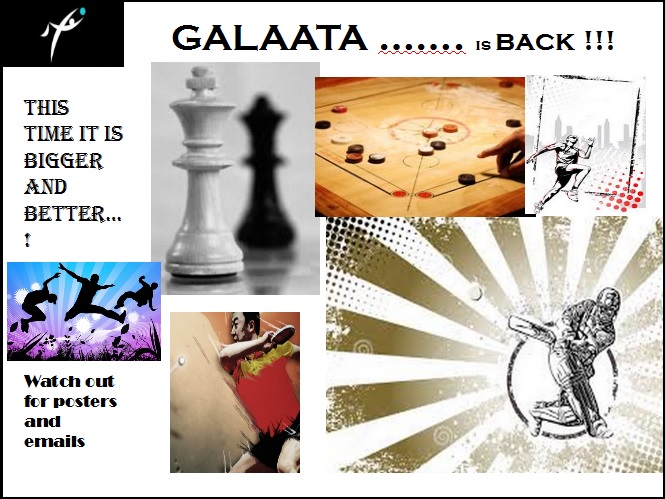 GALAATA ....... IS BACK !!!
THIS
TIME IT IS
BIGGER
AND
BETTER...
!
Watch out
for posters
and
emails